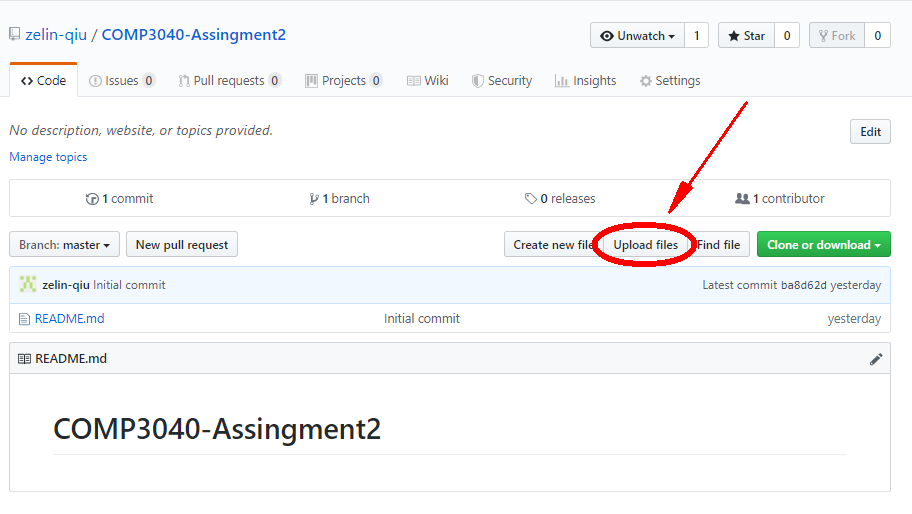 zelin-qiu / COMP3040-Assingment2
Unwatch 1 Star 0 Fork 0
Code Issues 0 Pull requests 0 Projects 0 Wiki Security Insights Settings
No description, website, or topics provided.
Edit
Manage topics
1 commit 1 branch 0 releases 1 contributor
Branch: master New pull request Create new file Upload files Find file Clone or download
zelin-qiu Initial commit Latest commit ba8d62d yesterday
README.md Initial commit yesterday
README.md
COMP3040-Assingment2